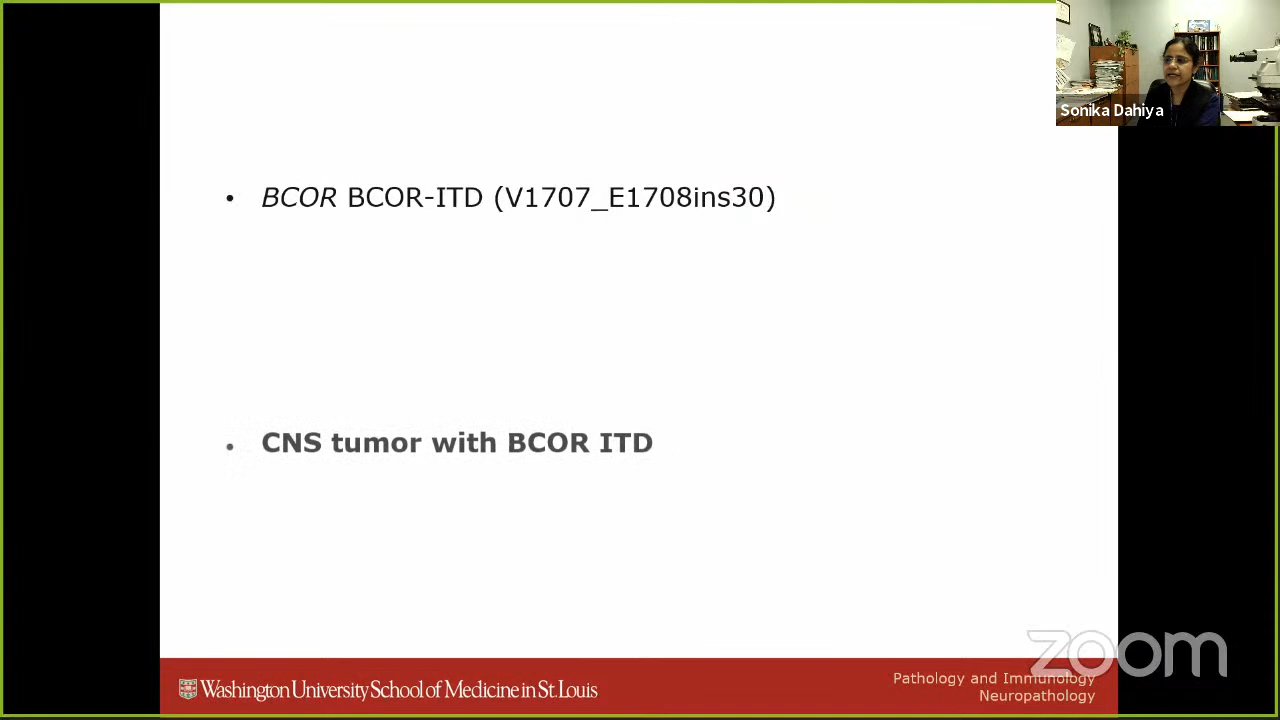 Sonika Dahiya
• BCOR BCOR-ITD (V1707_E1708ins30)
• CNS tumor with BCOR ITD
zoom
Washington University School of Medicine in St. Louis
Pathology and Immunology
Neuropathology